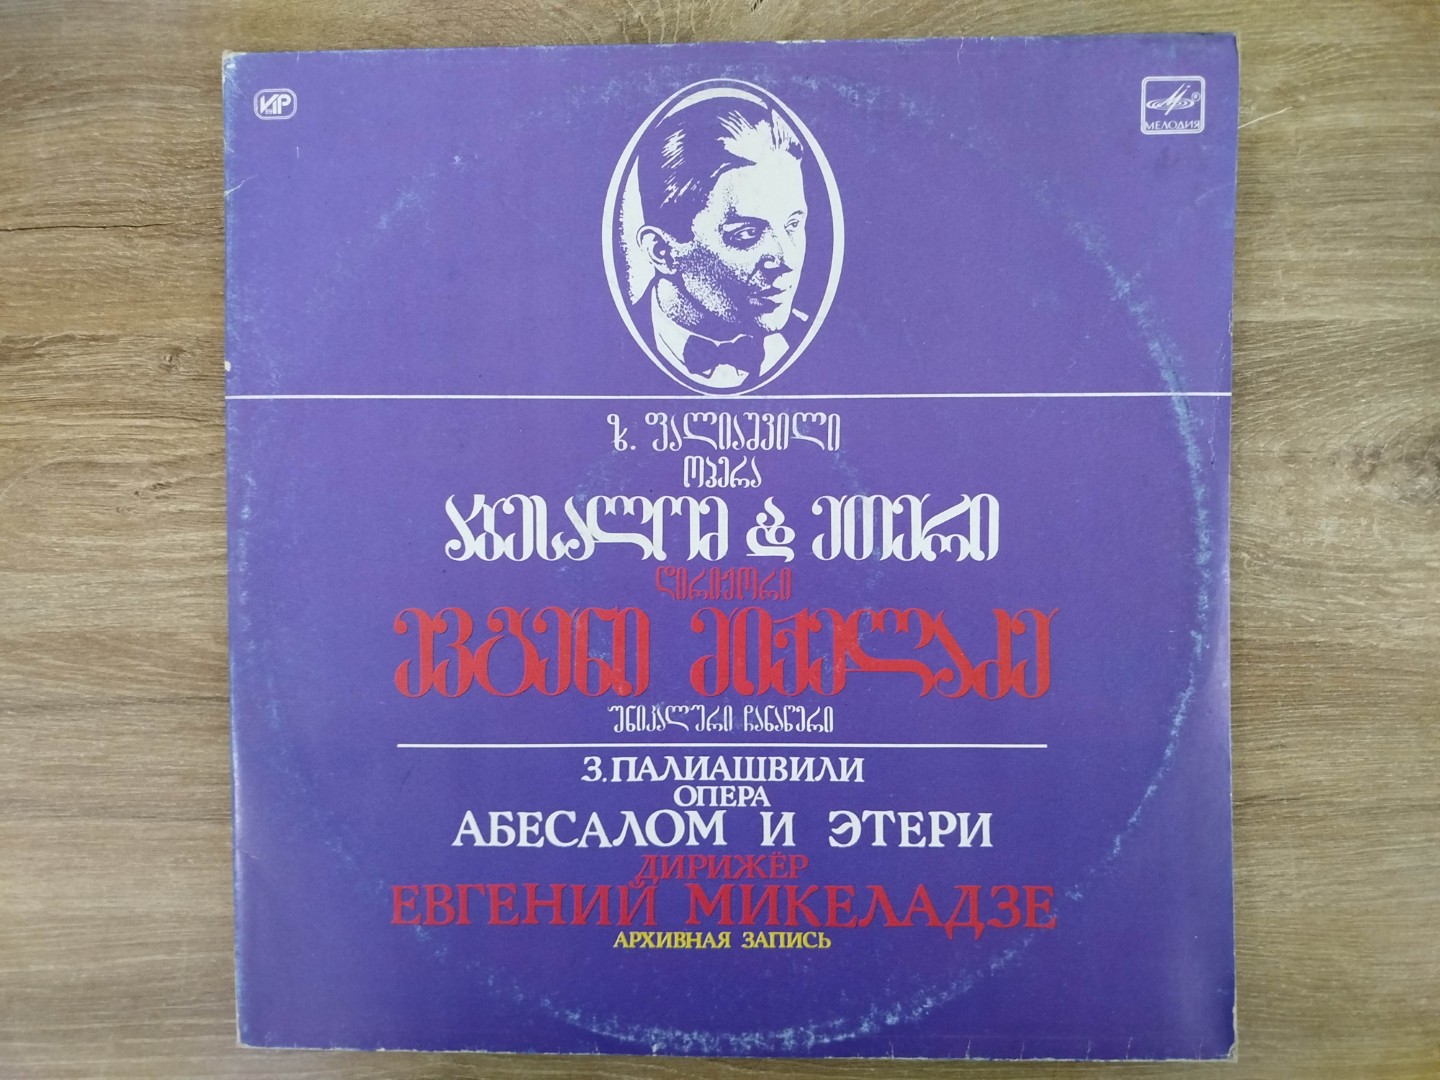 МЕЛОДИЯ
ზ. ფალიაშვილი
ოპერა
აბესალომ და ეთერი
დირიჟორი
ევგენი მიქელაძე
უნიკალური ჩანაწერი
З. ПАЛИАШВИЛИ
ОПЕРА
АБЕСАЛОМ И ЭТЕРИ
ДИРИЖЁР
ЕВГЕНИЙ МИКЕЛАДЗЕ
АРХИВНАЯ ЗАПИСЬ